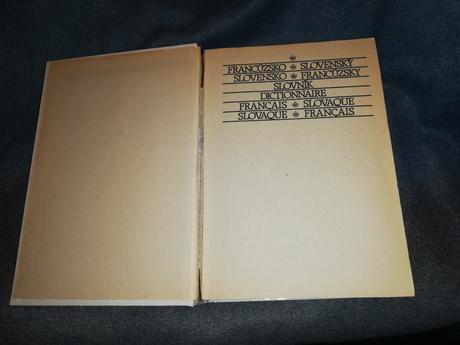 FRANCÚZSKO SLOVENSKÝ
SLOVENSKO FRANCÚZSKY
SLOVNÍK
DICTIONNAIRE
FRANÇAIS SLOVAQUE
SLOVAQUE FRANÇAIS